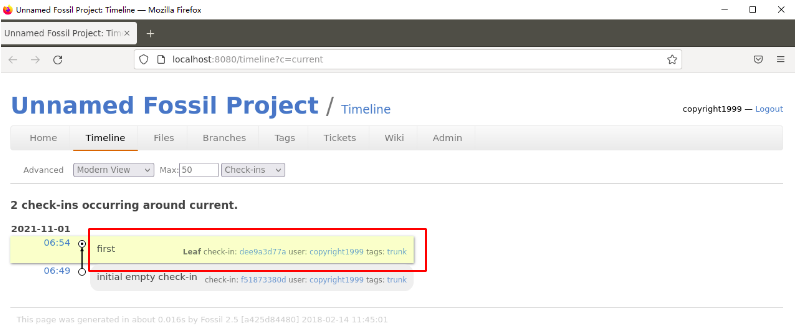 Unnamed Fossil Project: Timeline — Mozilla Firefox
Unnamed Fossil Project: Tim
localhost:8080/timeline?c=current
Unnamed Fossil Project / Timeline
copyright1999 — Logout
Home Timeline Files Branches Tags Tickets Wiki Admin
Advanced Modern View Max: 50 Check-ins
2 check-ins occurring around current.
2021-11-01
06:54 first Leaf check-in: dee9a3d77a user: copyright1999 tags: trunk
06:49 initial empty check-in check-in: f51873380d user: copyright1999 tags: trunk
This page was generated in about 0.016s by Fossil 2.5 [a425d84480] 2018-02-14 11:45:01